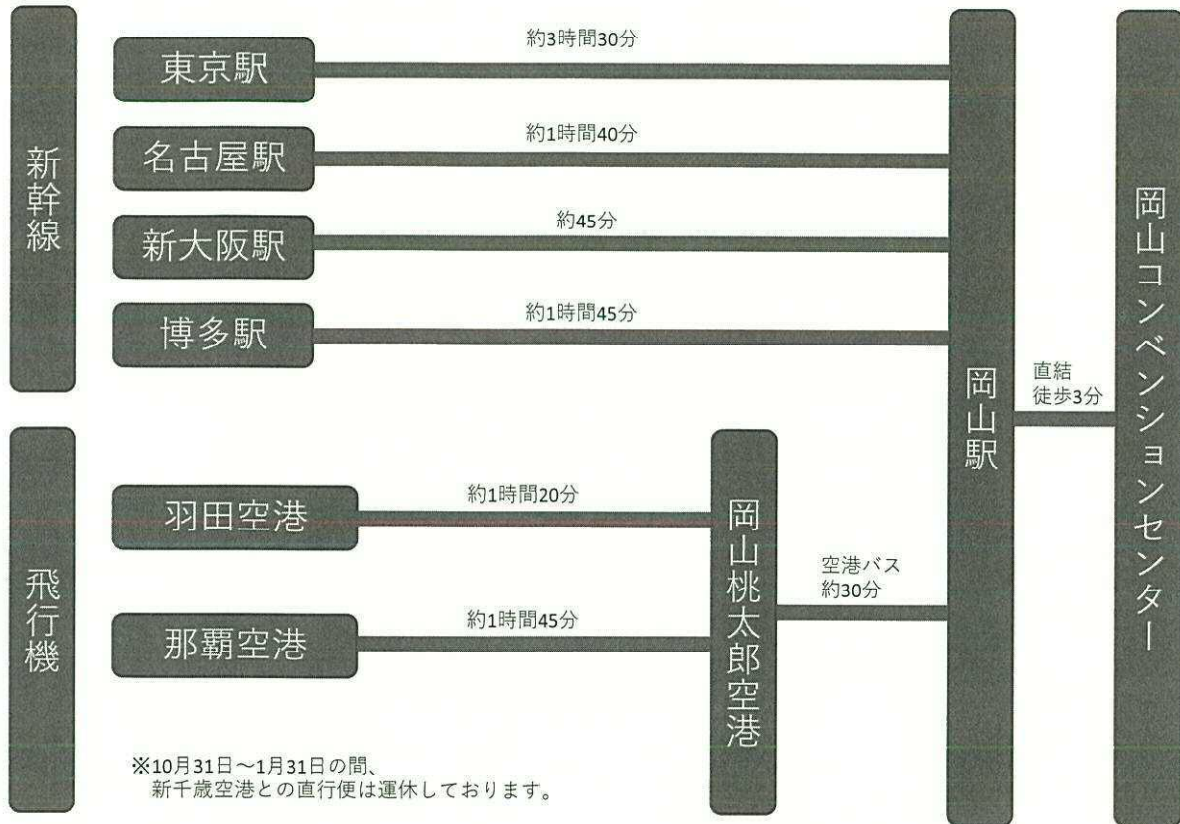 新幹線
東京駅
約3時間30分
名古屋駅
約1時間40分
新大阪駅
約45分
博多駅
約1時間45分
飛行機
羽田空港
約1時間20分
那覇空港
約1時間45分
岡山桃太郎空港
空港バス
約30分
岡山駅
直結
徒歩3分
岡山コンベンションセンター
※10月31日～1月31日の間、
新千歳空港との直行便は運休しております。